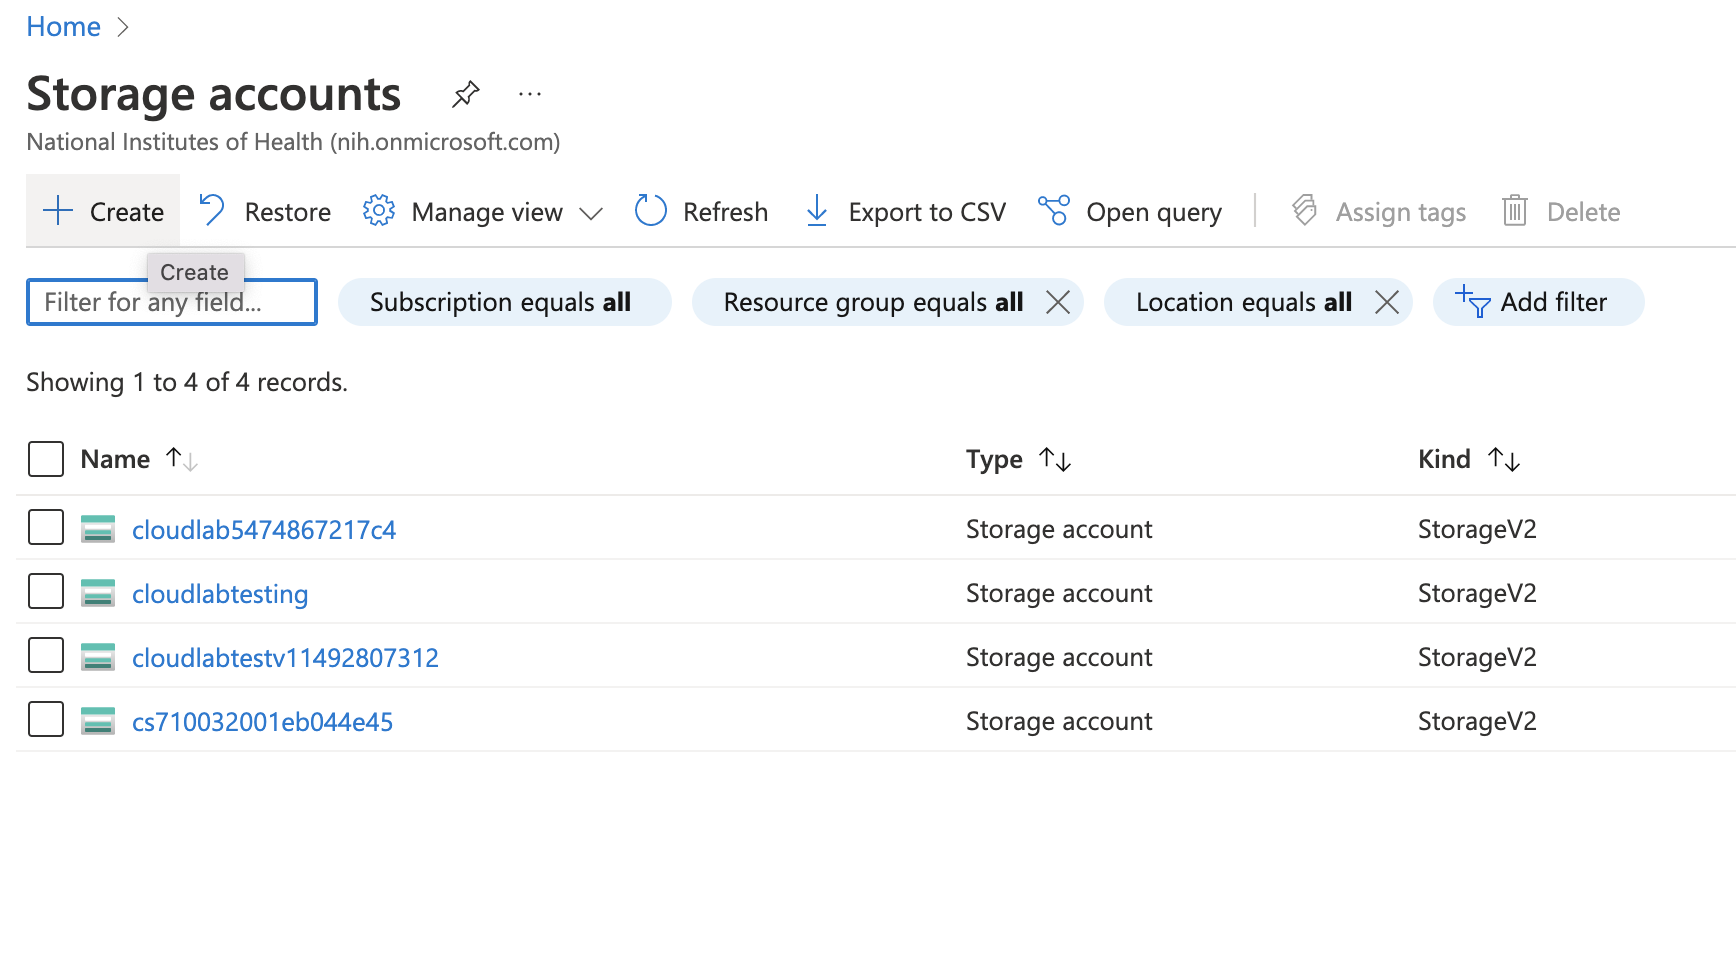 Home
Storage accounts
National Institutes of Health (nih.onmicrosoft.com)
Create Restore Manage view Refresh Export to CSV Open query Assign tags Delete
Create
Filter for any field... Subscription equals all Resource group equals all Location equals all Add filter
Showing 1 to 4 of 4 records.
Name Type Kind
cloudlab5474867217c4 Storage account StorageV2
cloudlabtesting Storage account StorageV2
cloudlabtestv11492807312 Storage account StorageV2
cs710032001eb044e45 Storage account StorageV2